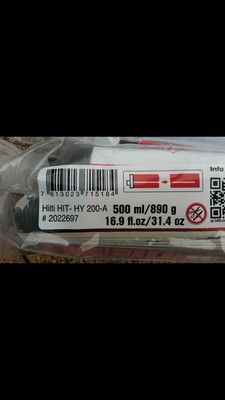 Info
7 613023 715184
Hilti HIT- HY 200-A
# 2022697
500 ml/890 g
16.9 fl.oz/31.4 oz